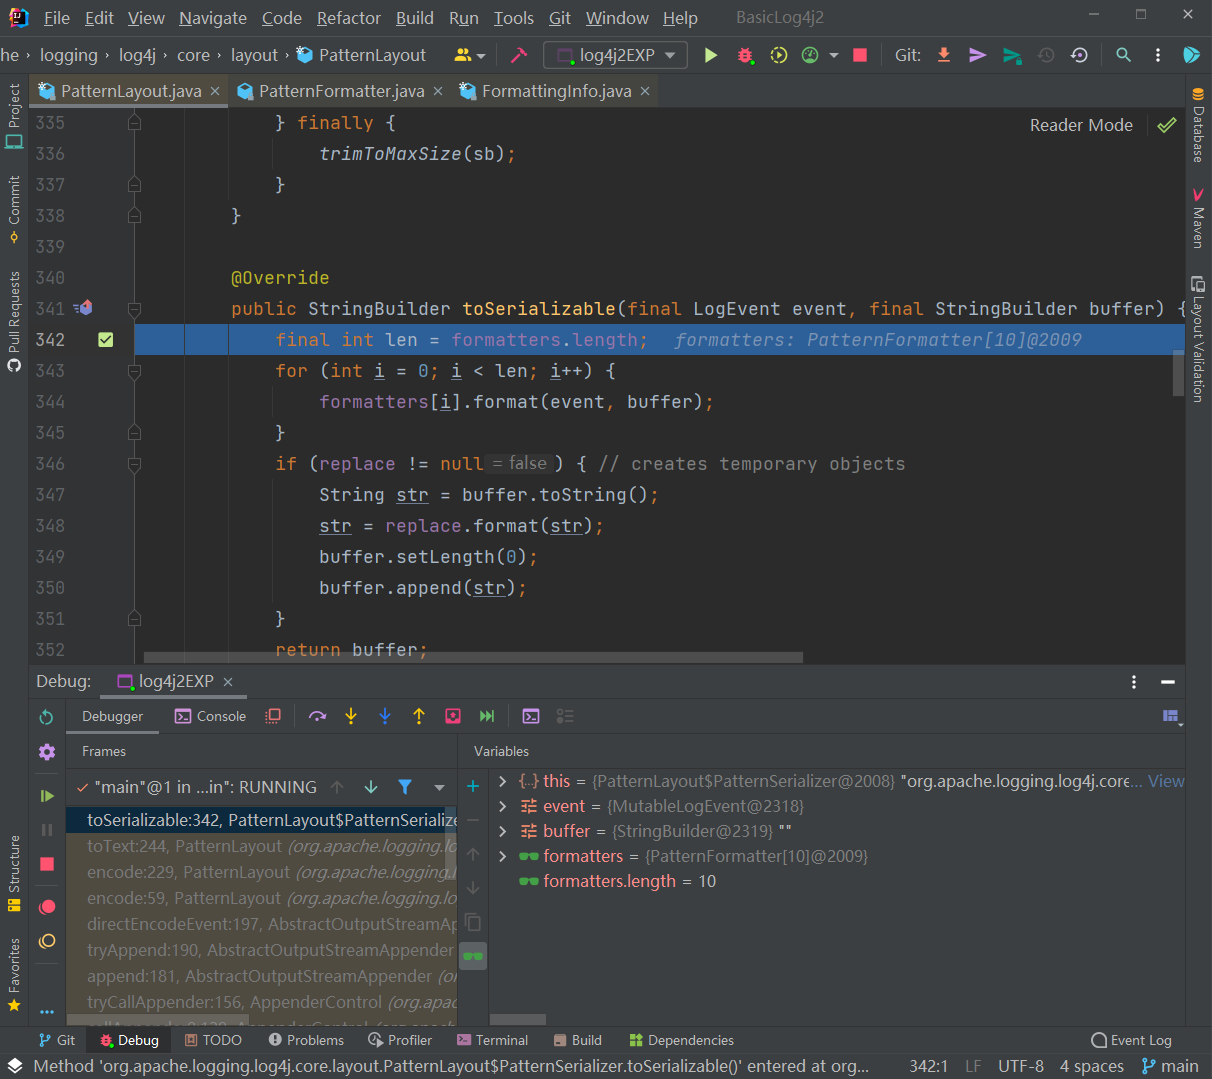 File Edit View Navigate Code Refactor Build Run Tools Git Window Help BasicLog4j2
he › logging › log4j › core › layout › PatternLayout log4j2EXP Git:
PatternLayout.java × PatternFormatter.java × FormattingInfo.java ×
Reader Mode
335 } finally {
336 trimToMaxSize(sb);
337 }
338 }
339
340 @Override
341 public StringBuilder toSerializable(final LogEvent event, final StringBuilder buffer) {
342 final int len = formatters.length; formatters: PatternFormatter[10]@2009
343 for (int i = 0; i < len; i++) {
344 formatters[i].format(event, buffer);
345 }
346 if (replace != null = false ) { // creates temporary objects
347 String str = buffer.toString();
348 str = replace.format(str);
349 buffer.setLength(0);
350 buffer.append(str);
351 }
352 return buffer;
Project
Commit
Pull Requests
Structure
Favorites
Database
Maven
Layout Validation
Debug: log4j2EXP ×
Debugger Console
Frames
"main"@1 in ...in": RUNNING
toSerializable:342, PatternLayout$PatternSerialize
toText:244, PatternLayout (org.apache.logging.lo
encode:229, PatternLayout (org.apache.logging.l
encode:59, PatternLayout (org.apache.logging.lo
directEncodeEvent:197, AbstractOutputStreamAp
tryAppend:190, AbstractOutputStreamAppender
append:181, AbstractOutputStreamAppender (or
tryCallAppender:156, AppenderControl (org.apac
Variables
this = {PatternLayout$PatternSerializer@2008} "org.apache.logging.log4j.core... View
event = {MutableLogEvent@2318}
buffer = {StringBuilder@2319} ""
formatters = {PatternFormatter[10]@2009}
formatters.length = 10
Git Debug TODO Problems Profiler Terminal Build Dependencies Event Log
Method 'org.apache.logging.log4j.core.layout.PatternLayout$PatternSerializer.toSerializable()' entered at org... 342:1 LF UTF-8 4 spaces main